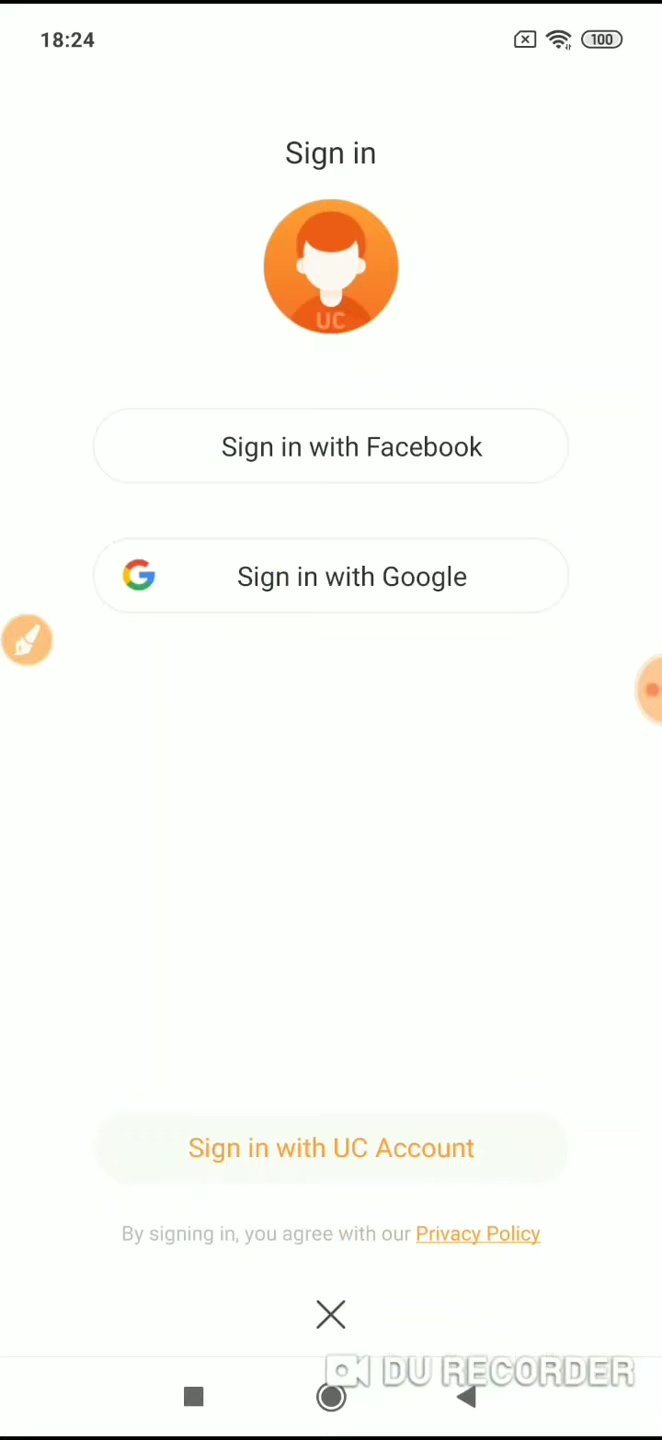 18:24
100
Sign in
UC
Sign in with Facebook
Sign in with Google
Sign in with UC Account
By signing in, you agree with our Privacy Policy
DU RECORDER